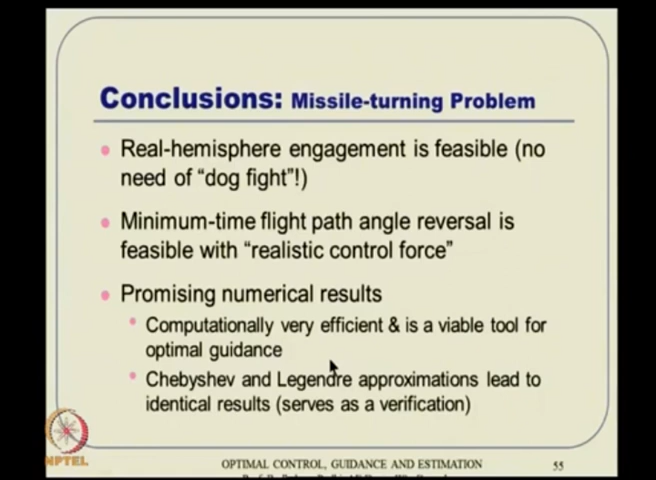 Conclusions: Missile-turning Problem
Real-hemisphere engagement is feasible (no
need of “dog fight”!)
Minimum-time flight path angle reversal is
feasible with “realistic control force”
Promising numerical results
Computationally very efficient & is a viable tool for
optimal guidance
Chebyshev and Legendre approximations lead to
identical results (serves as a verification)
NPTEL
OPTIMAL CONTROL, GUIDANCE AND ESTIMATION
55